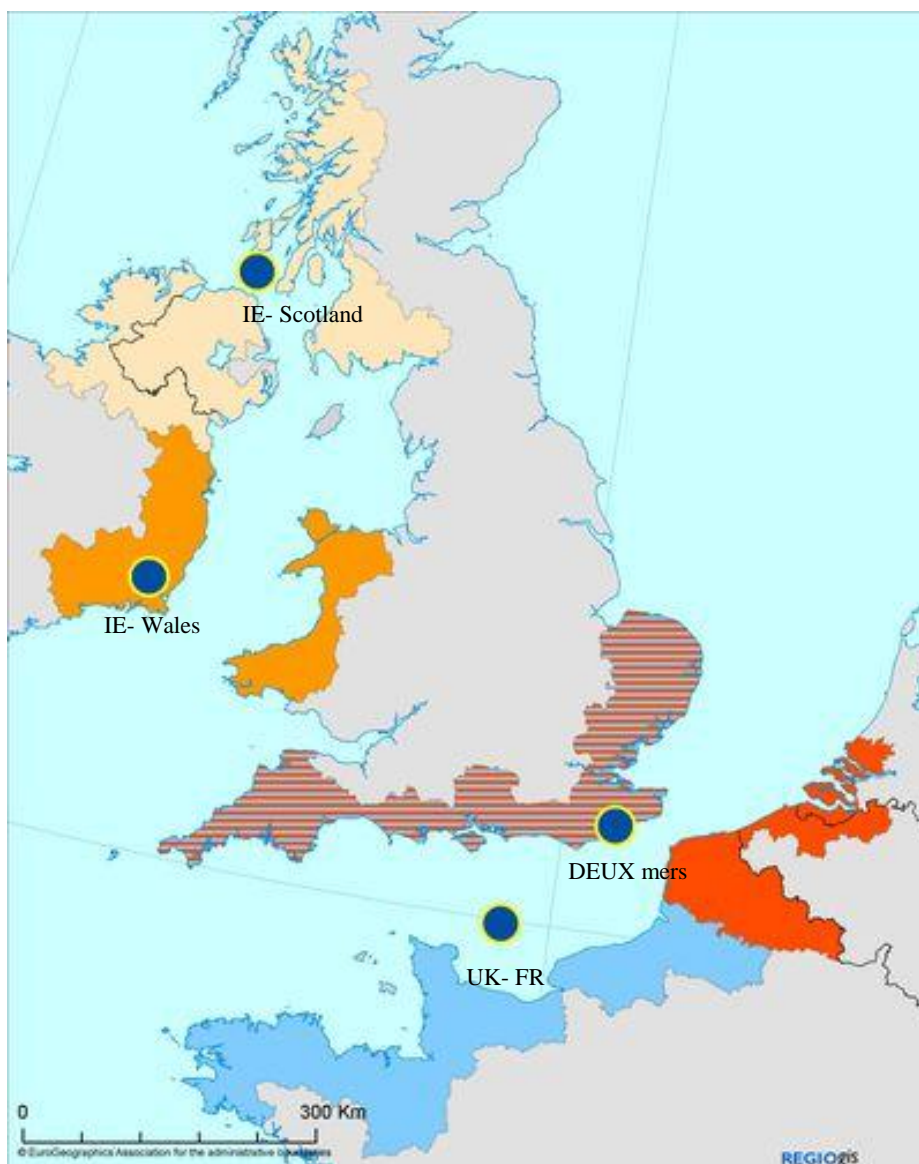 IE- Scotland
IE- Wales
DEUX mers
UK- FR
0 300 Km
© EuroGeographics Association for the administrative boundaries
REGIOgis